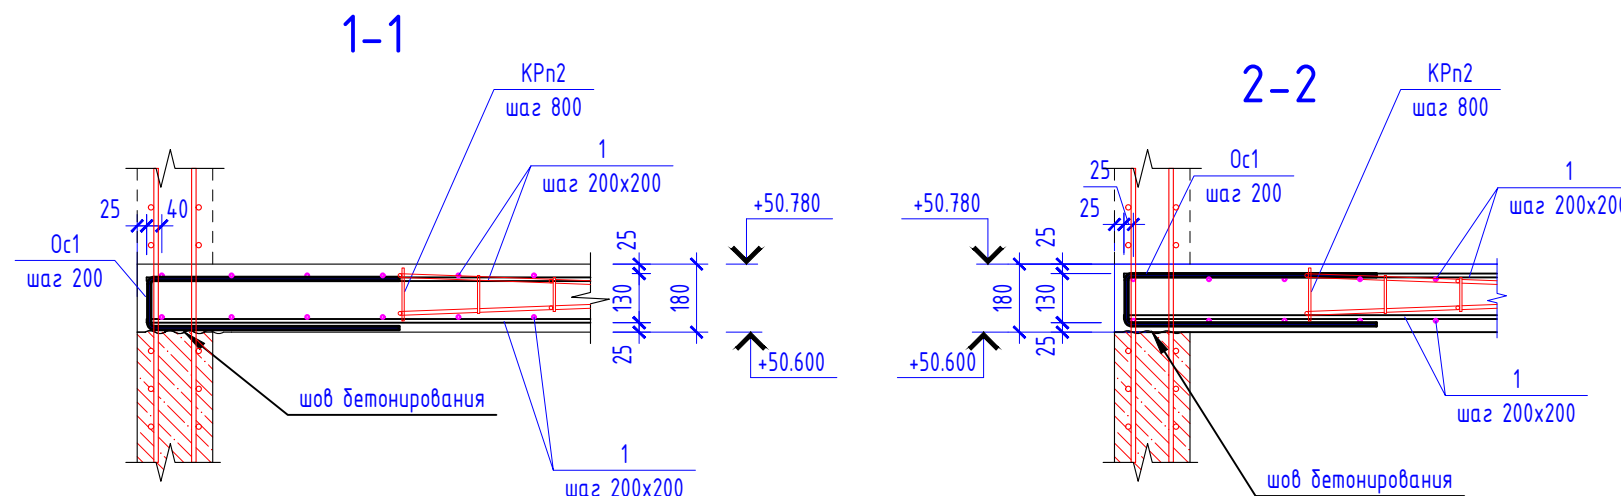 1-1
КРп2
шаг 800
1
шаг 200х200
25
40
Ос1
шаг 200
+50.780
25
130
180
25
+50.600
шов бетонирования
1
шаг 200х200
2-2
КРп2
шаг 800
Ос1
шаг 200
25
25
1
шаг 200х200
+50.780
25
180
130
25
+50.600
1
шаг 200х200
шов бетонирования